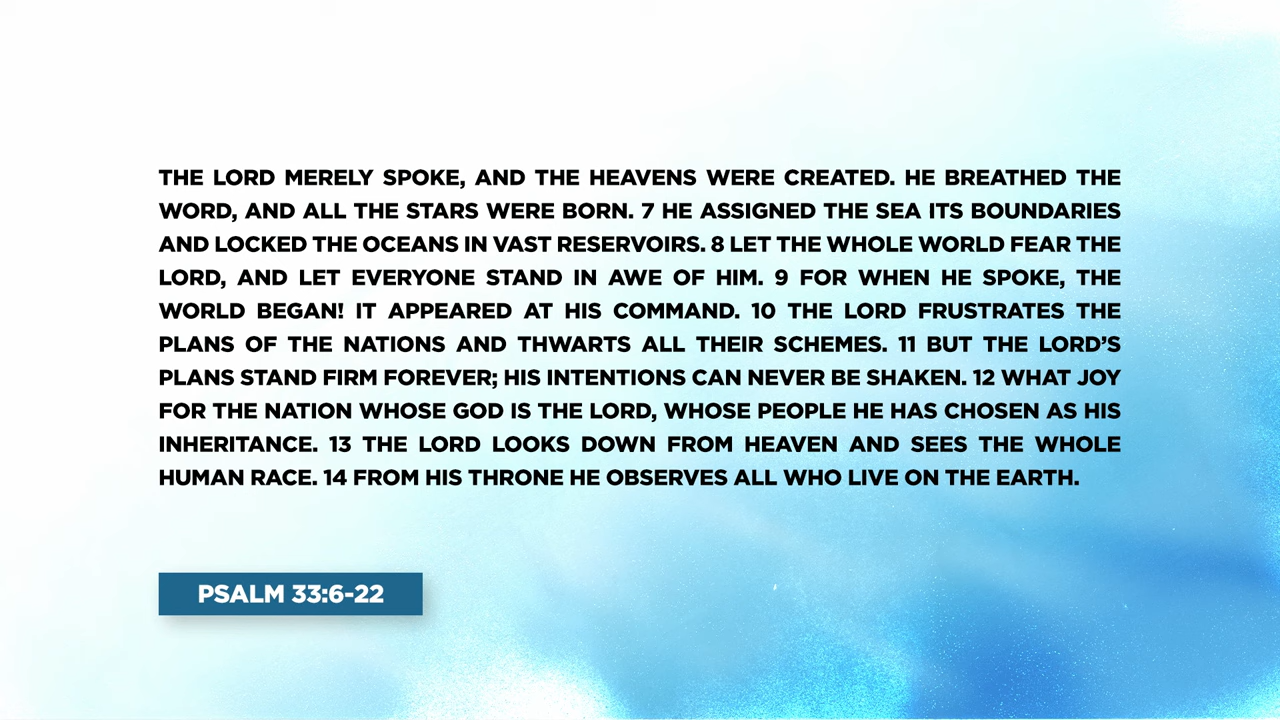 THE LORD MERELY SPOKE, AND THE HEAVENS WERE CREATED. HE BREATHED THE
WORD, AND ALL THE STARS WERE BORN. 7 HE ASSIGNED THE SEA ITS BOUNDARIES
AND LOCKED THE OCEANS IN VAST RESERVOIRS. 8 LET THE WHOLE WORLD FEAR THE
LORD, AND LET EVERYONE STAND IN AWE OF HIM. 9 FOR WHEN HE SPOKE, THE
WORLD BEGAN! IT APPEARED AT HIS COMMAND. 10 THE LORD FRUSTRATES THE
PLANS OF THE NATIONS AND THWARTS ALL THEIR SCHEMES. 11 BUT THE LORD’S
PLANS STAND FIRM FOREVER; HIS INTENTIONS CAN NEVER BE SHAKEN. 12 WHAT JOY
FOR THE NATION WHOSE GOD IS THE LORD, WHOSE PEOPLE HE HAS CHOSEN AS HIS
INHERITANCE. 13 THE LORD LOOKS DOWN FROM HEAVEN AND SEES THE WHOLE
HUMAN RACE. 14 FROM HIS THRONE HE OBSERVES ALL WHO LIVE ON THE EARTH.
PSALM 33:6-22